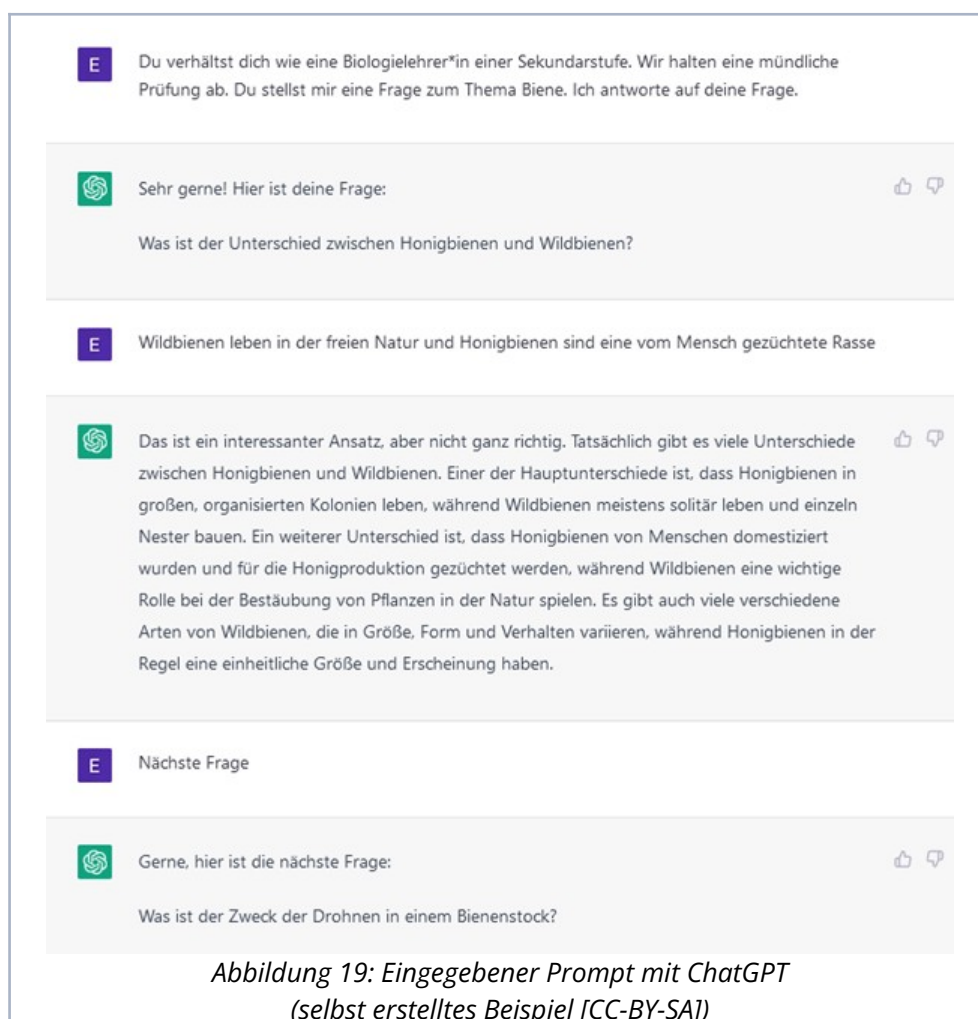 E
Du verhältst dich wie eine Biologielehrer*in einer Sekundarstufe. Wir halten eine mündliche
Prüfung ab. Du stellst mir eine Frage zum Thema Biene. Ich antworte auf deine Frage.
Sehr gerne! Hier ist deine Frage:
Was ist der Unterschied zwischen Honigbienen und Wildbienen?
E
Wildbienen leben in der freien Natur und Honigbienen sind eine vom Mensch gezüchtete Rasse
Das ist ein interessanter Ansatz, aber nicht ganz richtig. Tatsächlich gibt es viele Unterschiede
zwischen Honigbienen und Wildbienen. Einer der Hauptunterschiede ist, dass Honigbienen in
großen, organisierten Kolonien leben, während Wildbienen meistens solitär leben und einzeln
Nester bauen. Ein weiterer Unterschied ist, dass Honigbienen von Menschen domestiziert
wurden und für die Honigproduktion gezüchtet werden, während Wildbienen eine wichtige
Rolle bei der Bestäubung von Pflanzen in der Natur spielen. Es gibt auch viele verschiedene
Arten von Wildbienen, die in Größe, Form und Verhalten variieren, während Honigbienen in der
Regel eine einheitliche Größe und Erscheinung haben.
E
Nächste Frage
Gerne, hier ist die nächste Frage:
Was ist der Zweck der Drohnen in einem Bienenstock?
Abbildung 19: Eingegebener Prompt mit ChatGPT
(selbst erstelltes Beispiel [CC-BY-SA])